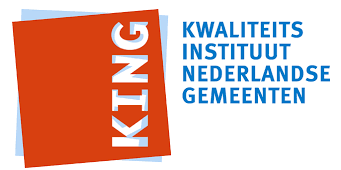 KING
KWALITEITS
INSTITUUT
NEDERLANDSE
GEMEENTEN